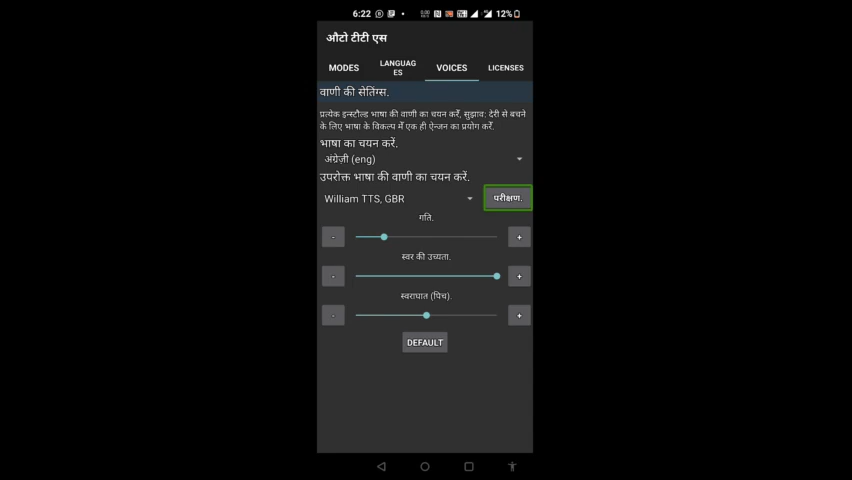 6:22 12%
औटो टीटी एस
MODES
LANGUAG
ES
VOICES
LICENSES
वाणी की सेतिंग्स.
प्रत्येक इन्स्टौल्ड भाषा की वाणी का चयन करेँ, सुझाव: देरी से बचने
के लिए भाषा के विकल्प मेँ एक ही ऐन्जन का प्रयोग करेँ.
भाषा का चयन करें.
अंग्रेज़ी (eng)
उपरोक्त भाषा की वाणी का चयन करें.
William TTS, GBR
परीक्षण.
गति.
- +
स्वर की उच्यता.
- +
स्वराघात (पिच).
- +
DEFAULT